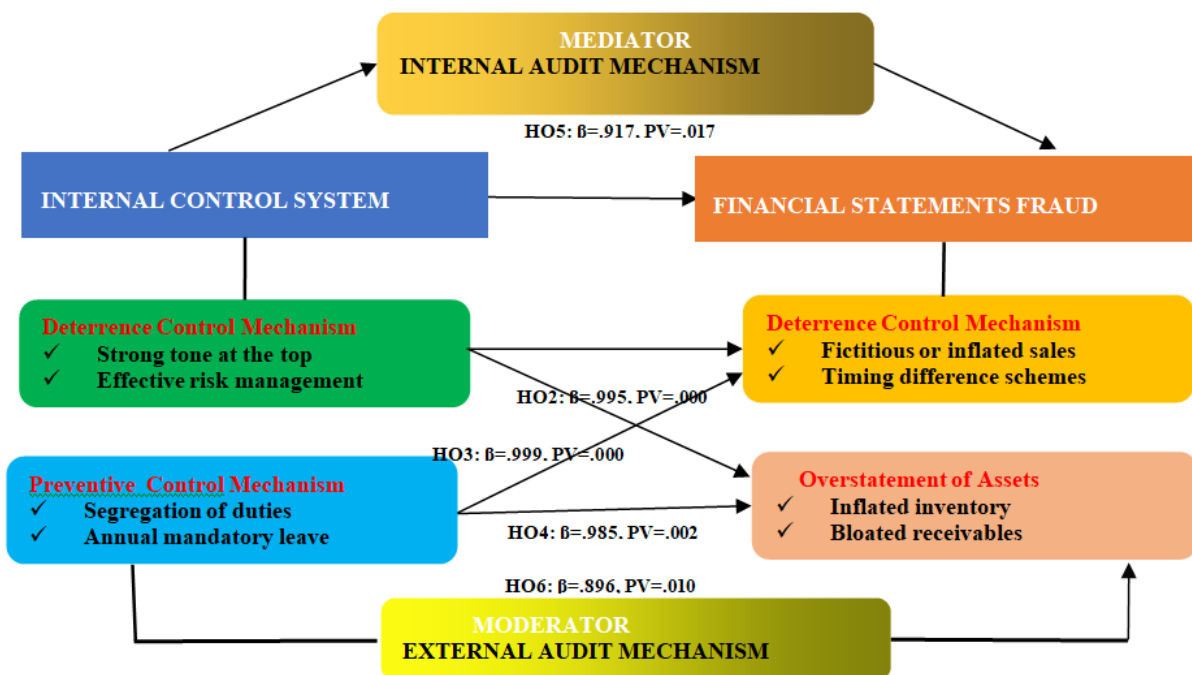 MEDIATOR
INTERNAL AUDIT MECHANISM
HO5: ß=.917. PV=.017
INTERNAL CONTROL SYSTEM
FINANCIAL STATEMENTS FRAUD
Deterrence Control Mechanism
✓ Strong tone at the top
✓ Effective risk management
Deterrence Control Mechanism
✓ Fictitious or inflated sales
✓ Timing difference schemes
HO2: ß=.995. PV=.000
HO3: ß=.999. PV=.000
Preventive Control Mechanism
✓ Segregation of duties
✓ Annual mandatory leave
Overstatement of Assets
✓ Inflated inventory
✓ Bloated receivables
HO4: ß=.985. PV=.002
HO6: ß=.896, PV=.010
MODERATOR
EXTERNAL AUDIT MECHANISM